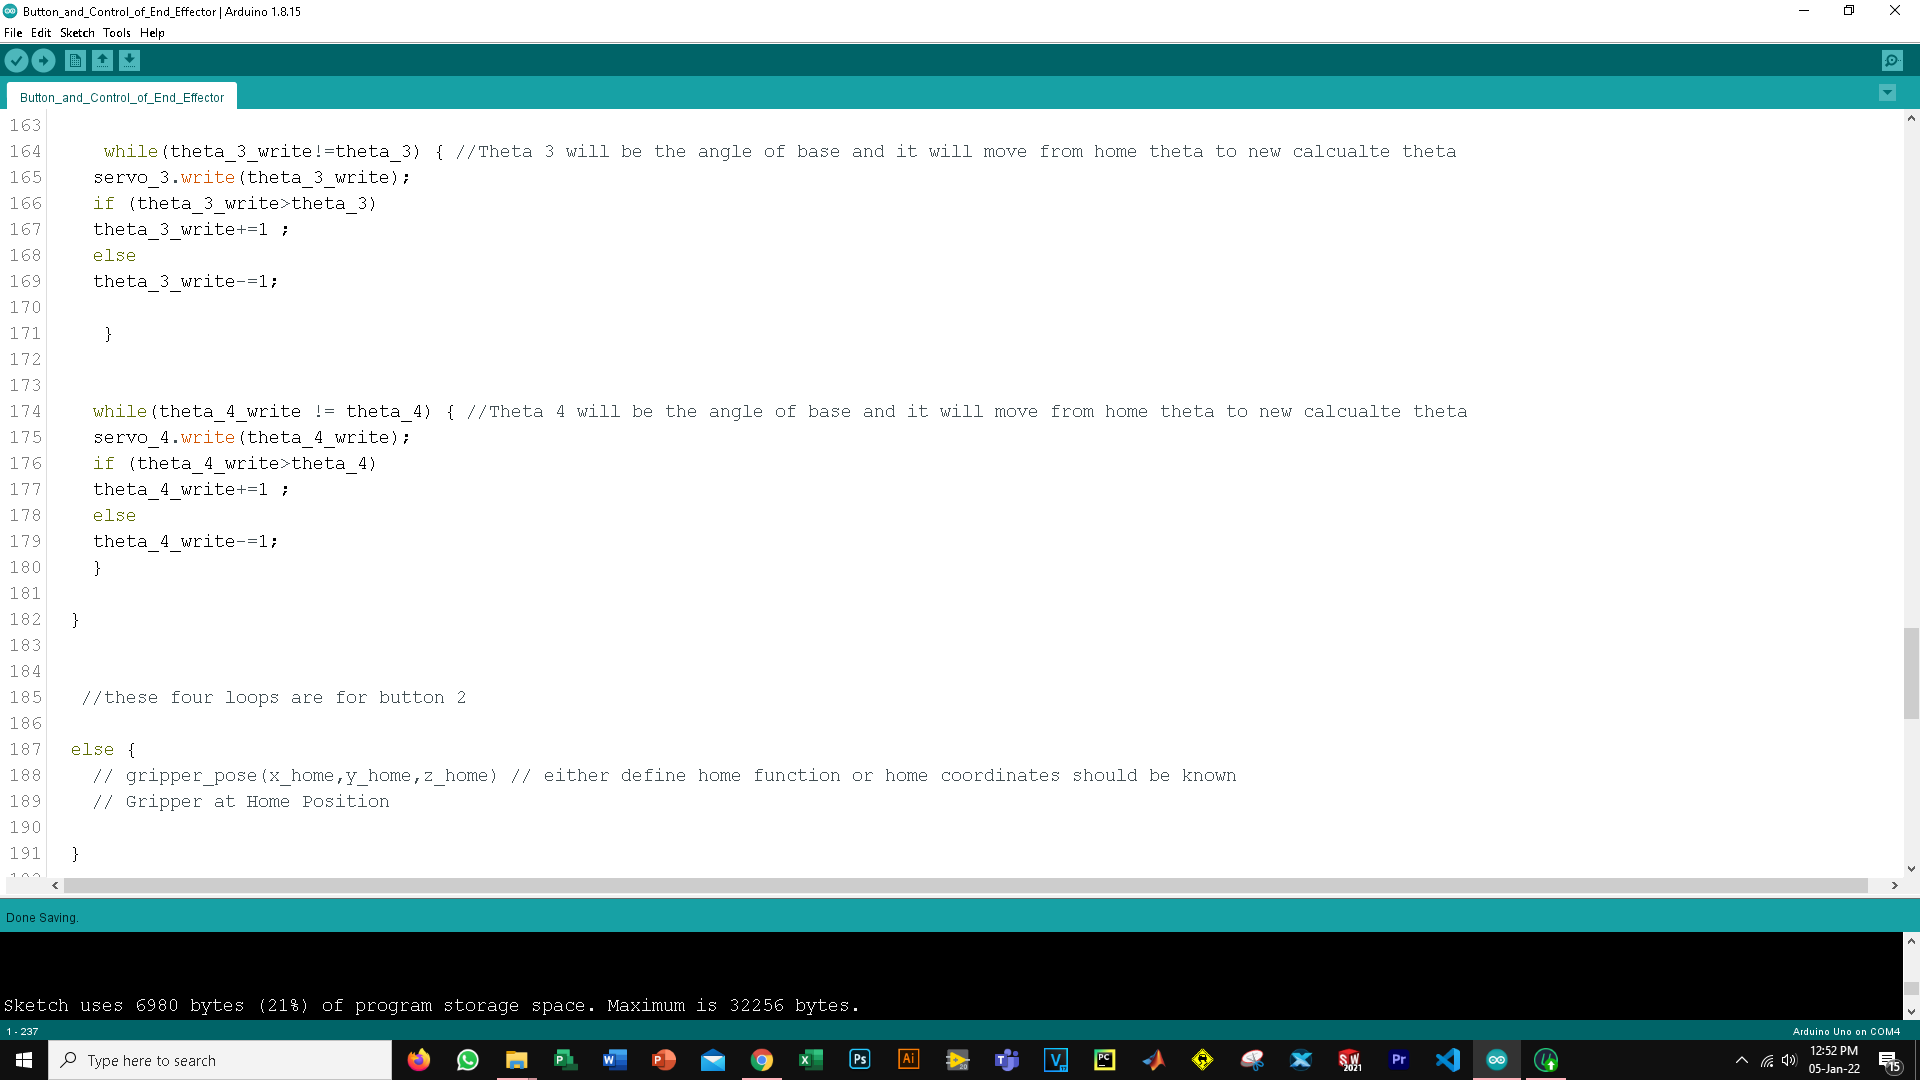 Button_and_Control_of_End_Effector | Arduino 1.8.15
File Edit Sketch Tools Help
Button_and_Control_of_End_Effector
163
164 while(theta_3_write!=theta_3) { //Theta 3 will be the angle of base and it will move from home theta to new calcualte theta
165 servo_3.write(theta_3_write);
166 if (theta_3_write>theta_3)
167 theta_3_write+=1 ;
168 else
169 theta_3_write-=1;
170
171 }
172
173
174 while(theta_4_write != theta_4) { //Theta 4 will be the angle of base and it will move from home theta to new calcualte theta
175 servo_4.write(theta_4_write);
176 if (theta_4_write>theta_4)
177 theta_4_write+=1 ;
178 else
179 theta_4_write-=1;
180 }
181
182 }
183
184
185 //these four loops are for button 2
186
187 else {
188 // gripper_pose(x_home,y_home,z_home) // either define home function or home coordinates should be known
189 // Gripper at Home Position
190
191 }
Done Saving.
Sketch uses 6980 bytes (21%) of program storage space. Maximum is 32256 bytes.
1 - 237
Arduino Uno on COM4
Type here to search
Ps
Ai
PC
SW
2021
Pr
12:52 PM
05-Jan-22
15